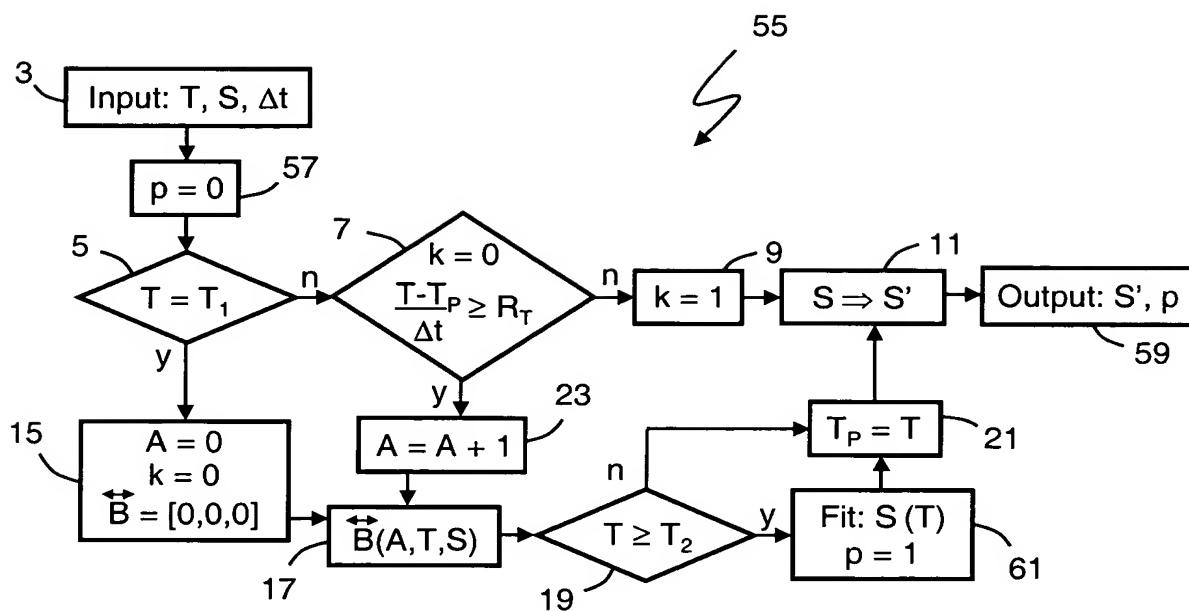 55
3
Input: T, S, Δt
57
p = 0
5
T = T₁
n
y
7
k = 0
T-T_P
Δt
≥ R_T
n
y
9
k = 1
11
S ⇒ S'
Output: S', p
59
23
A = A + 1
T_P = T
21
15
A = 0
k = 0
B = [0,0,0]
17
B(A,T,S)
19
T ≥ T₂
n
y
Fit: S (T)
p = 1
61